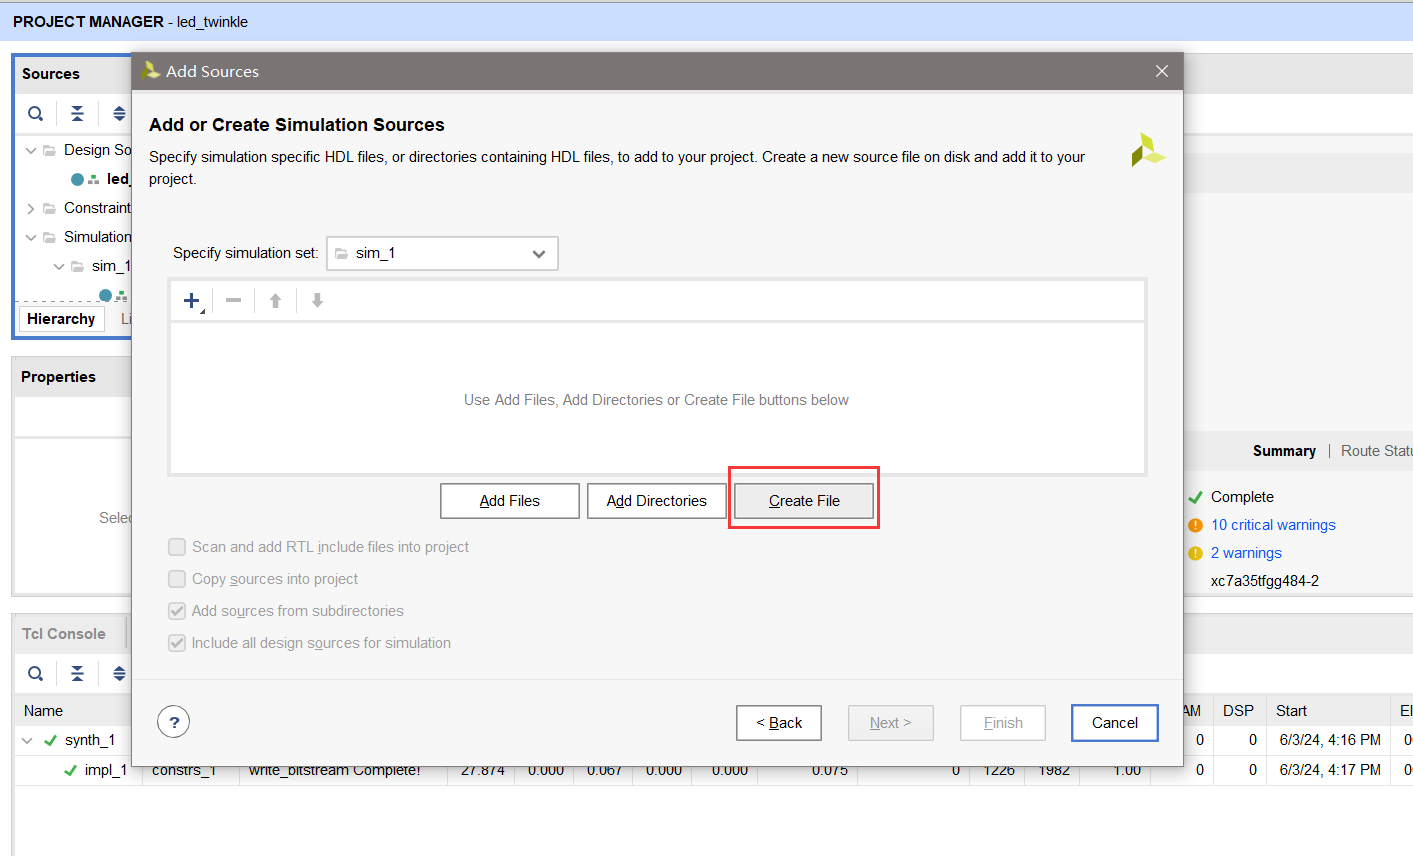 PROJECT MANAGER - led_twinkle
Sources
Add Sources
Add or Create Simulation Sources
Specify simulation specific HDL files, or directories containing HDL files, to add to your project. Create a new source file on disk and add it to your
project.
Design So
led_
Constraint
Simulation
sim_1
Hierarchy
Li
Specify simulation set:
sim_1
Use Add Files, Add Directories or Create File buttons below
Add Files
Add Directories
Create File
Scan and add RTL include files into project
Copy sources into project
Add sources from subdirectories
Include all design sources for simulation
?
< Back
Next >
Finish
Cancel
Properties
Selec
Summary | Route Statu
Complete
10 critical warnings
2 warnings
xc7a35tfgg484-2
Tcl Console
Name AM DSP Start El
synth_1 0 0 6/3/24, 4:16 PM 0
impl_1 constrs_1 write_bitstream Complete! 27.874 0.000 0.067 0.000 0.000 0.075 0 1226 1982 1.00 0 0 6/3/24, 4:17 PM 0